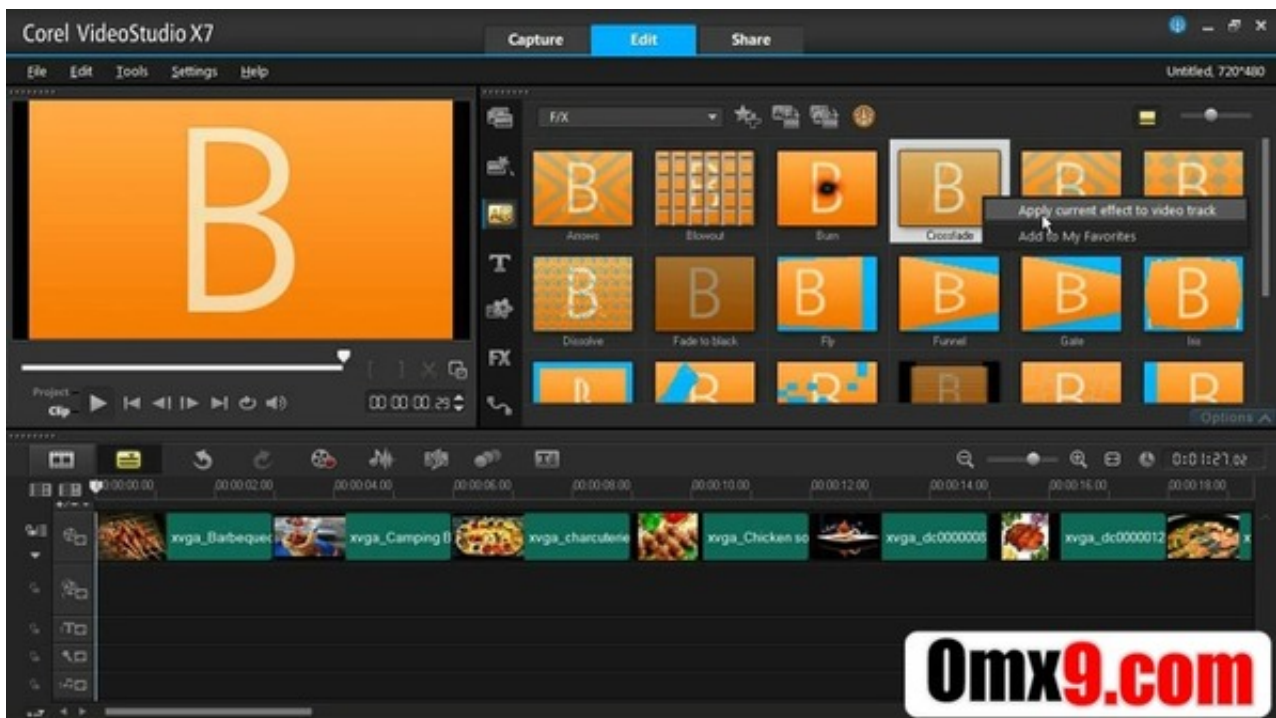 Corel VideoStudio X7
Capture Edit Share
File Edit Tools Settings Help
Untitled, 720*480
F/X
B
B B B B B B
Apply current effect to video track
Add to My Favorites
Arrows Blowout Burn Crossfade
B B B B B B
Dissolve Fade to black Fly Funnel Gate Iris
T
FX
Project
Clip
00:00:00.29
Options
0:01:27.02
00:00:00.00 00:00:02.00 00:00:04.00 00:00:06.00 00:00:08.00 00:00:10.00 00:00:12.00 00:00:14.00 00:00:16.00 00:00:18.00
xvga_Barbequed xvga_Camping B xvga_charcuterie xvga_Chicken so xvga_dc0000008 xvga_dc0000012 x
Omx9.com